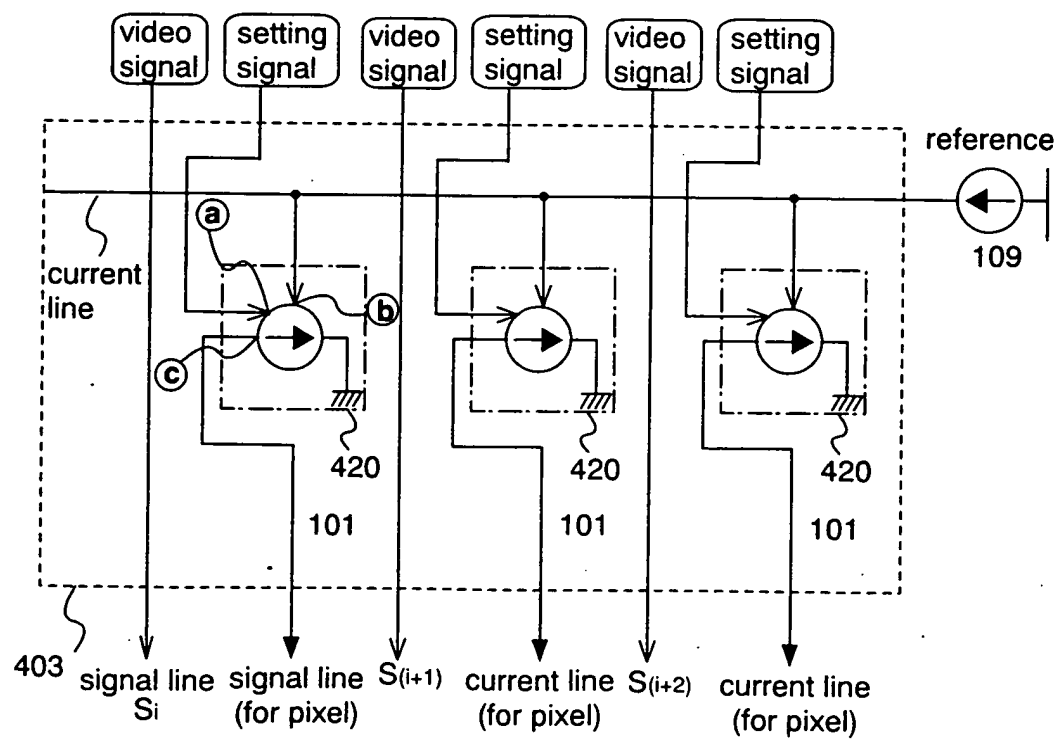 video
signal
setting
signal
video
signal
setting
signal
video
signal
setting
signal
reference
109
current
line
a
b
c
420
420
420
101
101
101
403
signal line
Si
signal line
(for pixel)
S(i+1)
current line
(for pixel)
S(i+2)
current line
(for pixel)